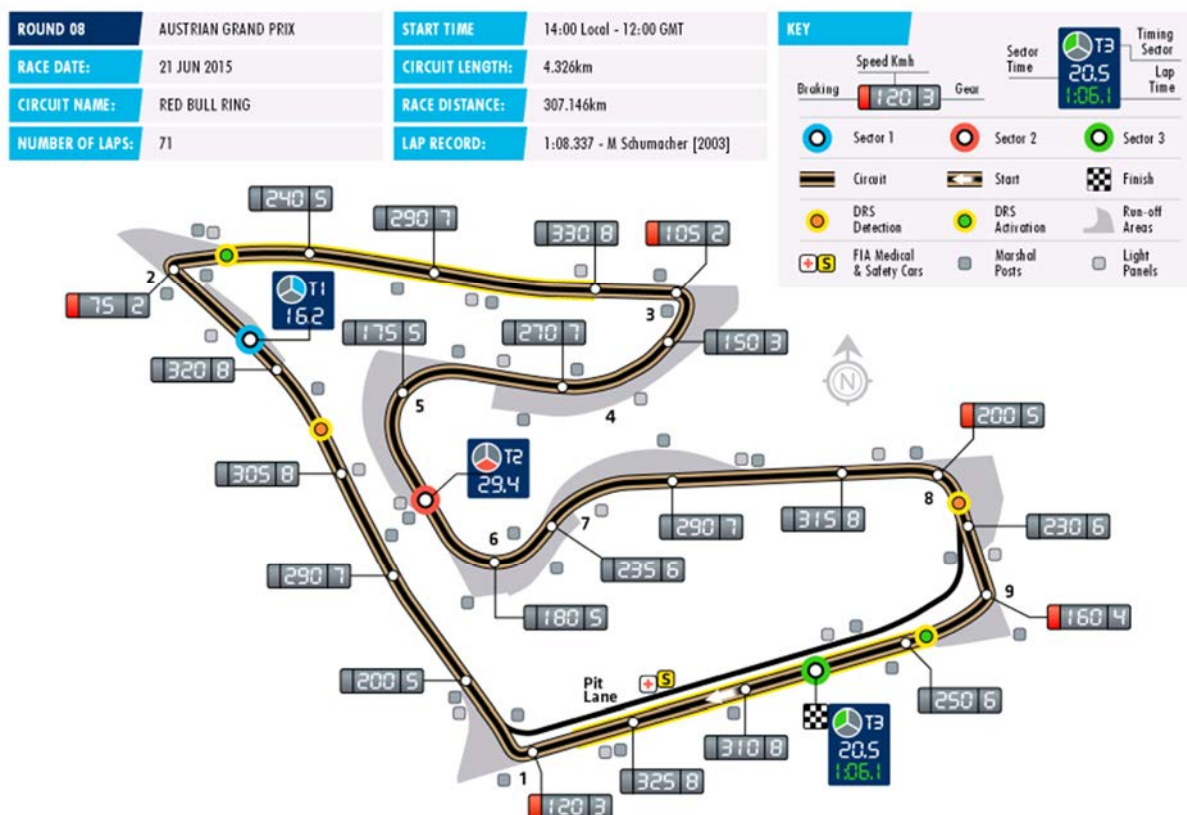 ROUND 08 AUSTRIAN GRAND PRIX
RACE DATE: 21 JUN 2015
CIRCUIT NAME: RED BULL RING
NUMBER OF LAPS: 71
START TIME 14:00 Local - 12:00 GMT
CIRCUIT LENGTH: 4.326km
RACE DISTANCE: 307.146km
LAP RECORD: 1:08.337 - M Schumacher [2003]
KEY
Braking
Speed Kmh
120 3
Gear
Sector Time
T3
20.5
1:06.1
Timing Sector
Lap Time
Sector 1
Sector 2
Sector 3
Circuit
Start
Finish
DRS Detection
DRS Activation
Run-off Areas
S
FIA Medical & Safety Cars
Marshal Posts
Light Panels
240 5
290 7
330 8
105 2
2
75 2
T1
16.2
3
175 5
270 7
150 3
320 8
N
5
4
200 5
305 8
T2
29.4
8
7
6
290 7
315 8
230 6
290 7
235 6
9
180 5
160 4
200 5
Pit Lane
S
250 6
T3
20.5
1:06.1
310 8
1
325 8
120 3